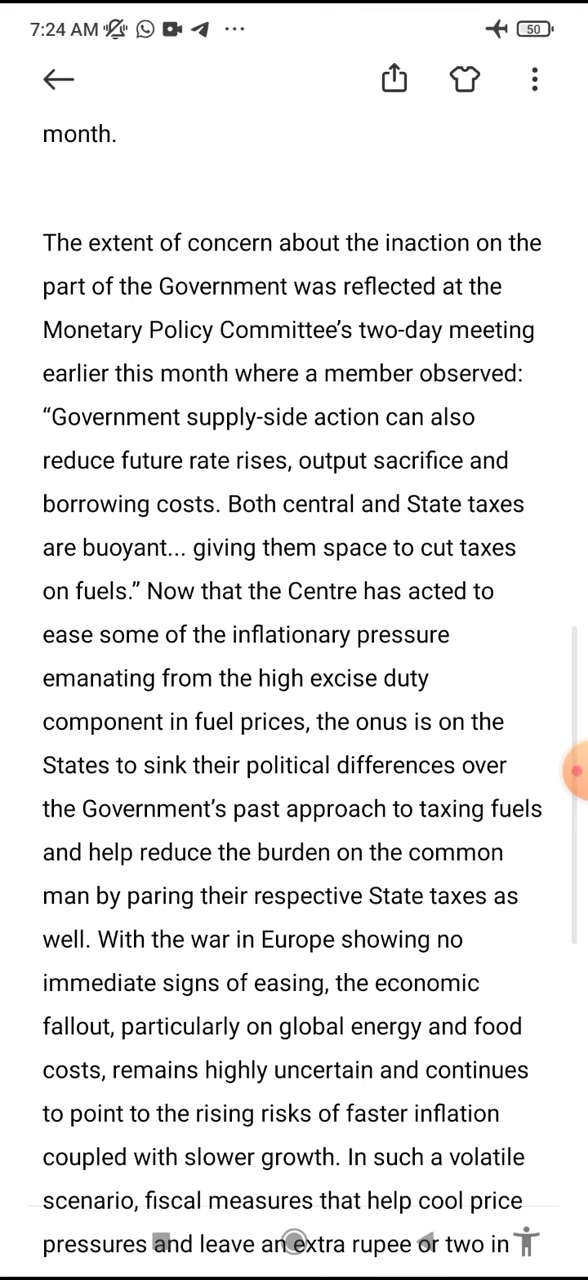 7:24 AM ... 50
month.
The extent of concern about the inaction on the
part of the Government was reflected at the
Monetary Policy Committee’s two-day meeting
earlier this month where a member observed:
“Government supply-side action can also
reduce future rate rises, output sacrifice and
borrowing costs. Both central and State taxes
are buoyant... giving them space to cut taxes
on fuels.” Now that the Centre has acted to
ease some of the inflationary pressure
emanating from the high excise duty
component in fuel prices, the onus is on the
States to sink their political differences over
the Government’s past approach to taxing fuels
and help reduce the burden on the common
man by paring their respective State taxes as
well. With the war in Europe showing no
immediate signs of easing, the economic
fallout, particularly on global energy and food
costs, remains highly uncertain and continues
to point to the rising risks of faster inflation
coupled with slower growth. In such a volatile
scenario, fiscal measures that help cool price
pressures and leave an extra rupee or two in